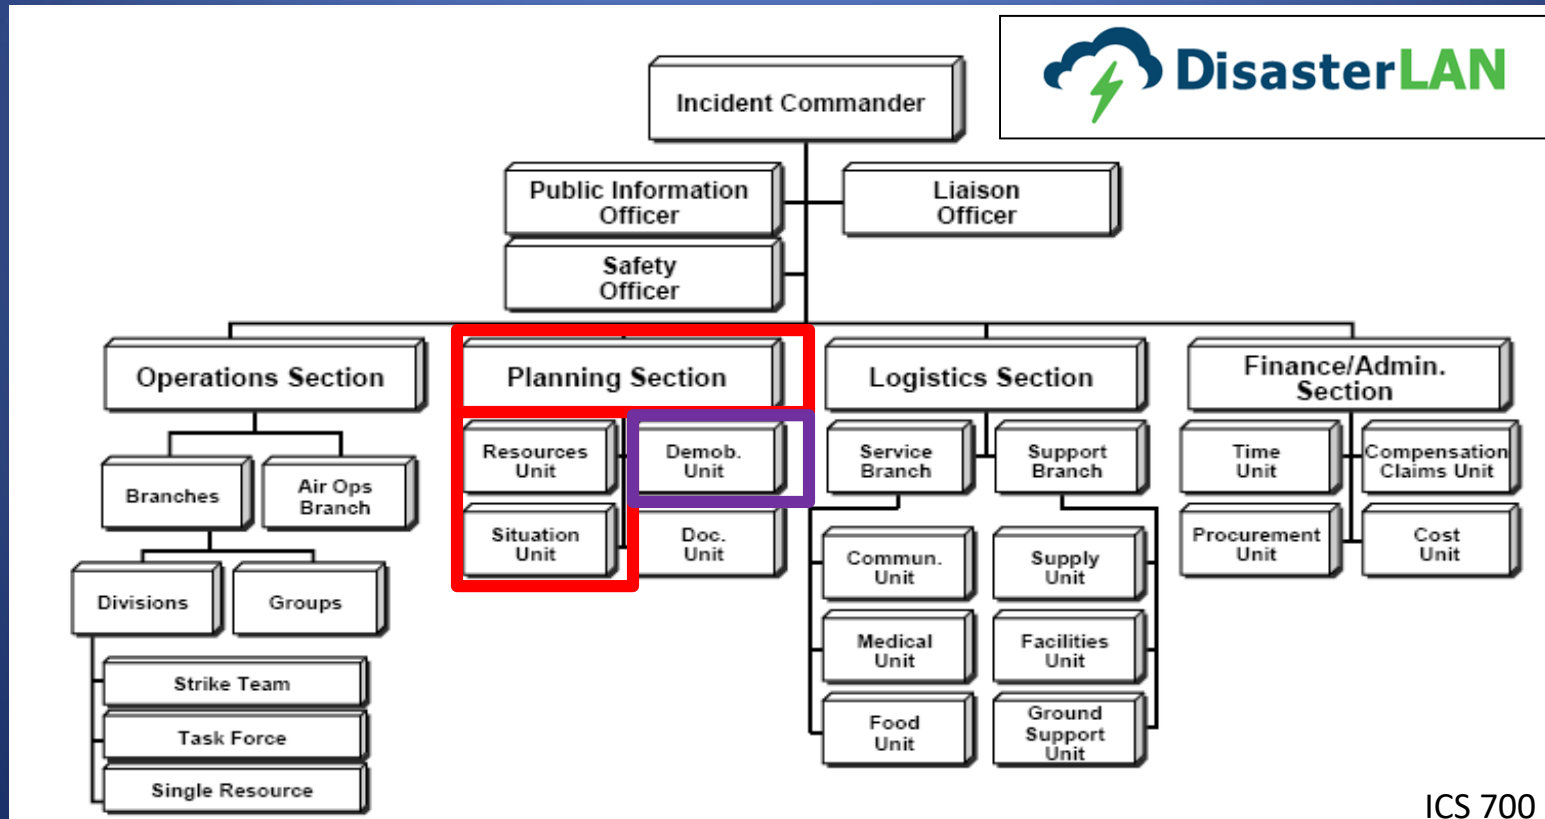 DisasterLAN
Incident Commander
Public Information
Officer
Liaison
Officer
Safety
Officer
Operations Section
Planning Section
Logistics Section
Finance/Admin.
Section
Branches
Air Ops
Branch
Divisions
Groups
Strike Team
Task Force
Single Resource
Resources
Unit
Demob.
Unit
Situation
Unit
Doc.
Unit
Service
Branch
Support
Branch
Commun.
Unit
Supply
Unit
Medical
Unit
Facilities
Unit
Food
Unit
Ground
Support
Unit
Time
Unit
Compensation
Claims Unit
Procurement
Unit
Cost
Unit
ICS 700